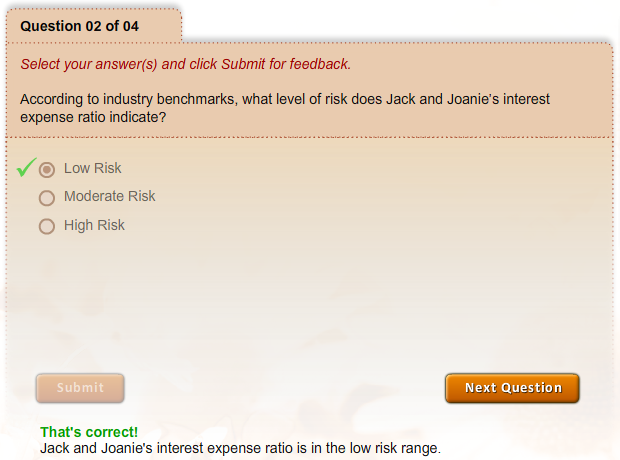 Question 02 of 04
Select your answer(s) and click Submit for feedback.
According to industry benchmarks, what level of risk does Jack and Joanie's interest
expense ratio indicate?
Low Risk
Moderate Risk
High Risk
Submit
Next Question
That's correct!
Jack and Joanie's interest expense ratio is in the low risk range.